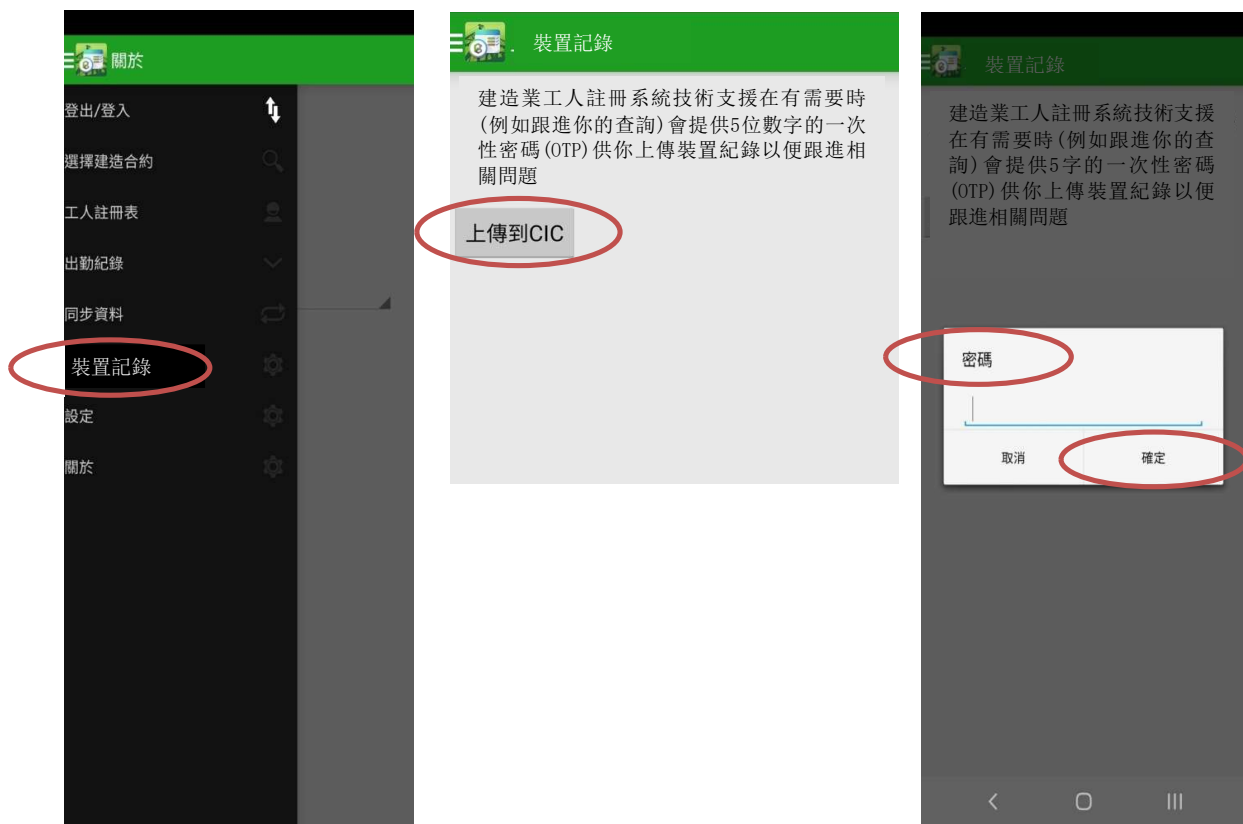 關於
登出/登入
選擇建造合約
工人註冊表
出勤紀錄
同步資料
裝置記錄
設定
關於
. 裝置記錄
建造業工人註冊系統技術支援在有需要時
(例如跟進你的查詢)會提供5位數字的一次
性密碼(OTP)供你上傳裝置紀錄以便跟進相
關問題
上傳到CIC
裝置記錄
建造業工人註冊系統技術支援
在有需要時(例如跟進你的查
詢)會提供5字的一次性密碼
(OTP)供你上傳裝置紀錄以便
跟進相關問題
密碼
取消 確定